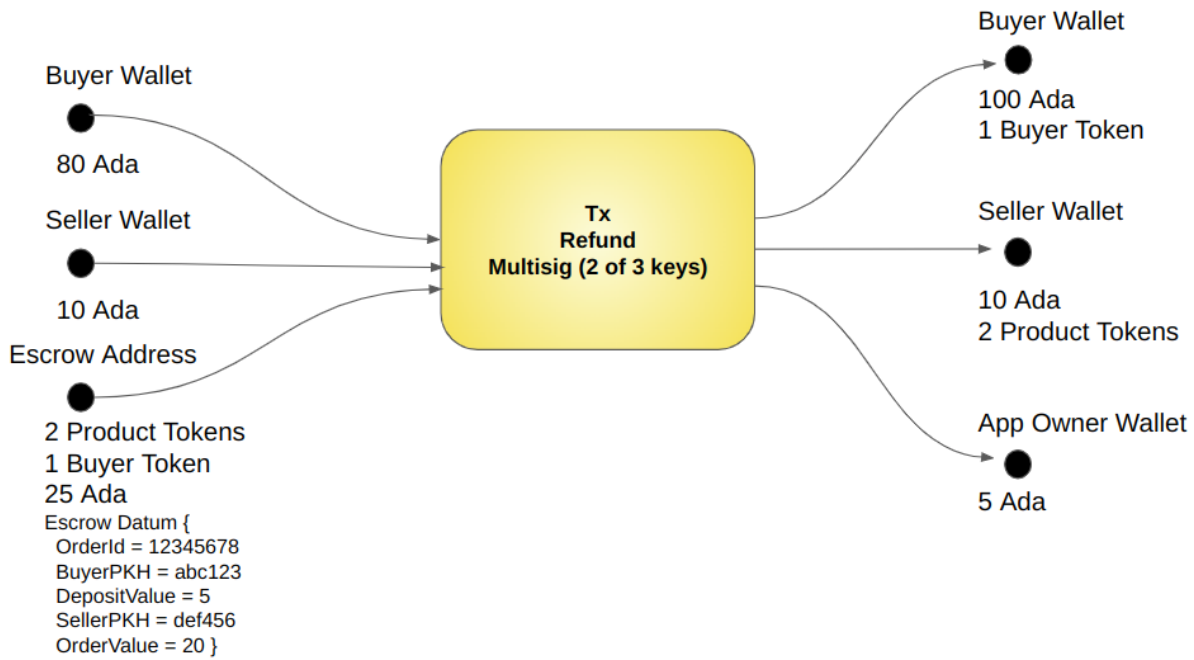 Buyer Wallet
80 Ada
Seller Wallet
10 Ada
Escrow Address
2 Product Tokens
1 Buyer Token
25 Ada
Escrow Datum {
OrderId = 12345678
BuyerPKH = abc123
DepositValue = 5
SellerPKH = def456
OrderValue = 20 }
Tx
Refund
Multisig (2 of 3 keys)
Buyer Wallet
100 Ada
1 Buyer Token
Seller Wallet
10 Ada
2 Product Tokens
App Owner Wallet
5 Ada